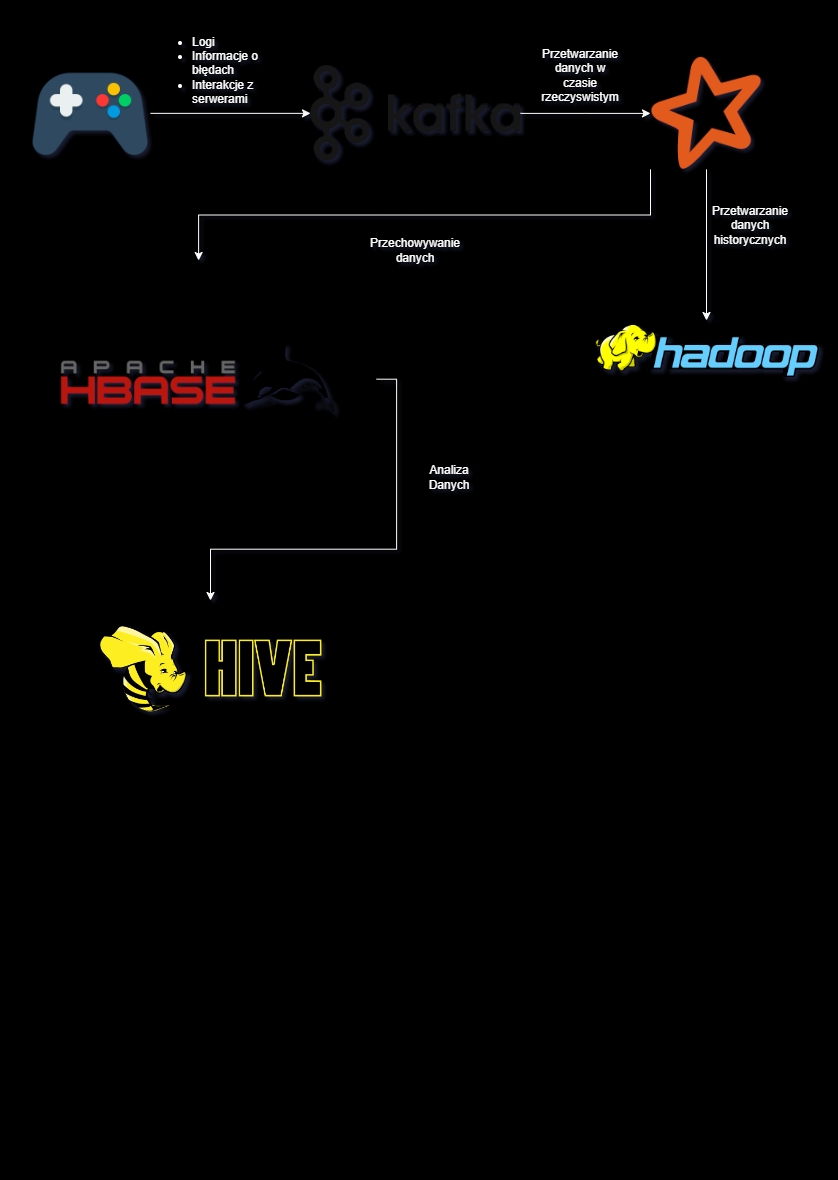 Logi
Informacje o
błędach
Interakcje z
serwerami
kafka
Przetwarzanie
danych w
czasie
rzeczywistym
Przetwarzanie
danych
historycznych
Przechowywanie
danych
hadoop
APACHE
HBASE
Analiza
Danych
HIVE